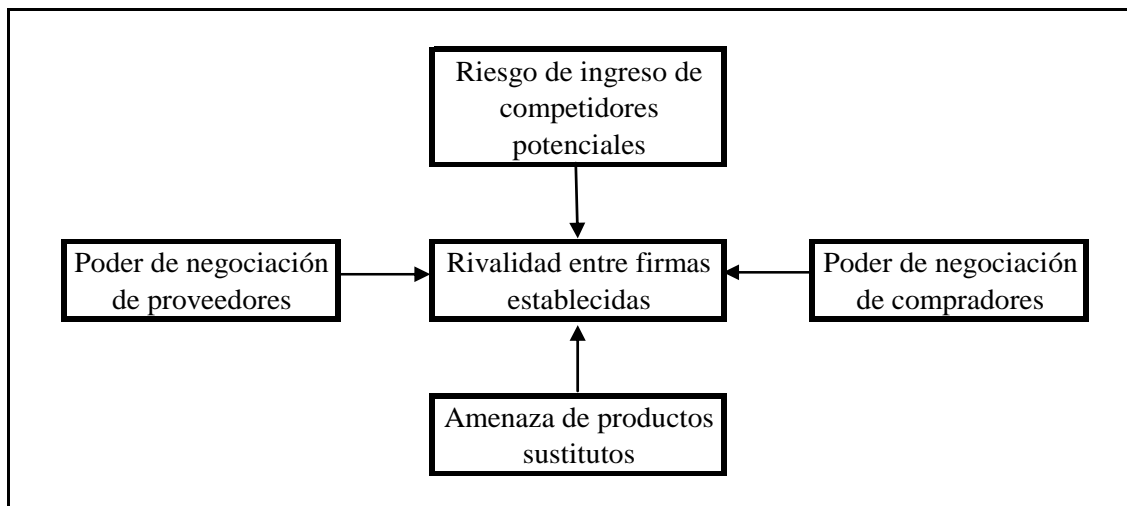 Riesgo de ingreso de
competidores
potenciales
Poder de negociación
de proveedores
Rivalidad entre firmas
establecidas
Poder de negociación
de compradores
Amenaza de productos
sustitutos